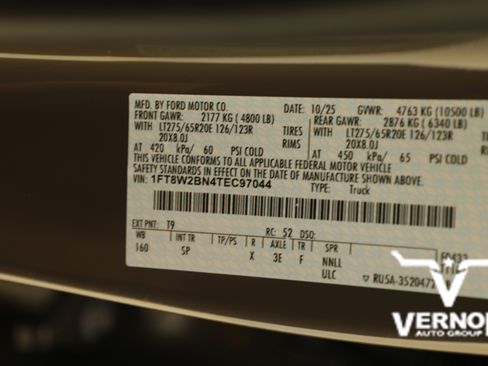 MFD. BY FORD MOTOR CO. 10/25 GVWR: 4763 KG (10500 LB)
FRONT GAWR: 2177 KG (4800 LB) REAR GAWR: 2876 KG (6340 LB)
WITH LT275/65R20E 126/123R TIRES WITH LT275/65R20E 126/123R
20X8.0J RIMS 20X8.0J
AT 420 kPa/ 60 PSI COLD AT 450 kPa/ 65 PSI COLD
THIS VEHICLE CONFORMS TO ALL APPLICABLE FEDERAL MOTOR VEHICLE
SAFETY STANDARDS IN EFFECT ON THE DATE OF MANUFACTURE SHOWN ABOVE.
VIN: 1FT8W2BN4TEC97044 TYPE: Truck
EXT PNT: T9 RC: 52 DSO:
WB INT TR TP/PS R AXLE TR SPR
160 SP X 3E F NNLL
ULC
RU5A-352047
VERNO
AUTO GROUP